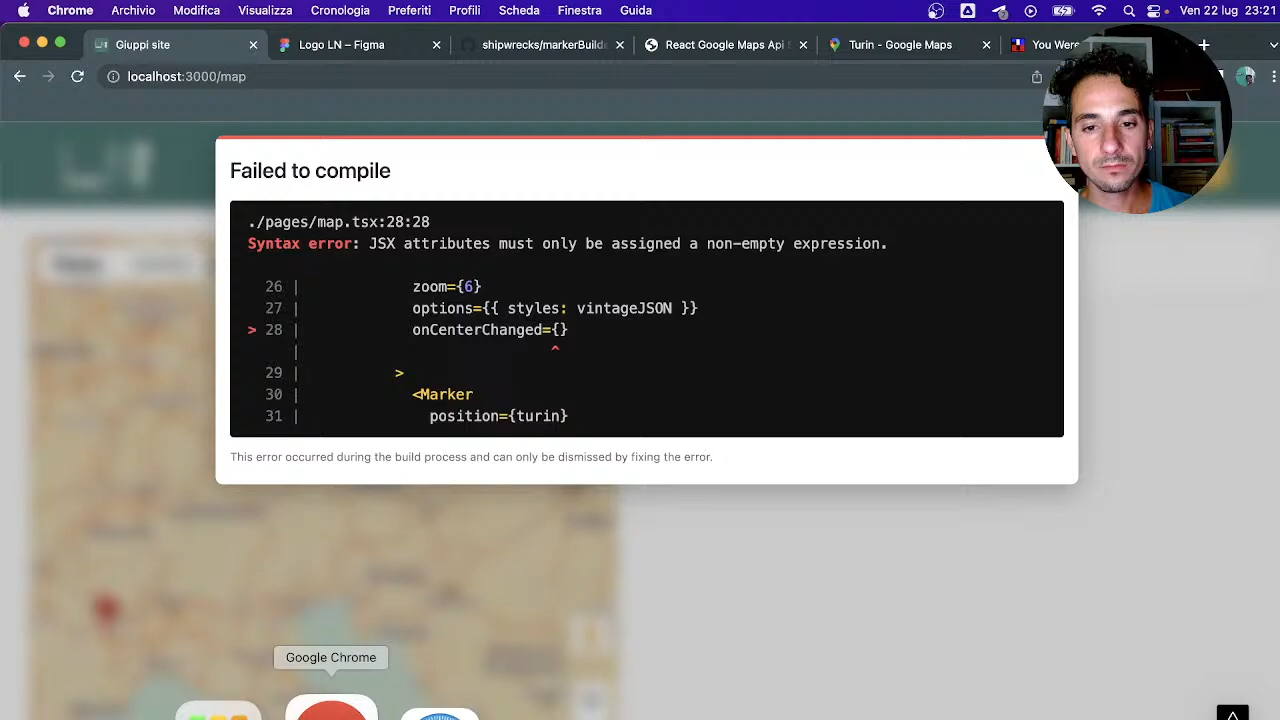 Chrome Archivio Modifica Visualizza Cronologia Preferiti Profili Scheda Finestra Guida Ven 22 lug 23:21
Giuppi site Logo LN – Figma shipwrecks/markerBuilde React Google Maps Api S Turin - Google Maps You Were
localhost:3000/map
Failed to compile
./pages/map.tsx:28:28
Syntax error: JSX attributes must only be assigned a non-empty expression.
26 | zoom={6}
27 | options={{ styles: vintageJSON }}
> 28 | onCenterChanged={}
| ^
29 | >
30 | <Marker
31 | position={turin}
This error occurred during the build process and can only be dismissed by fixing the error.
Google Chrome